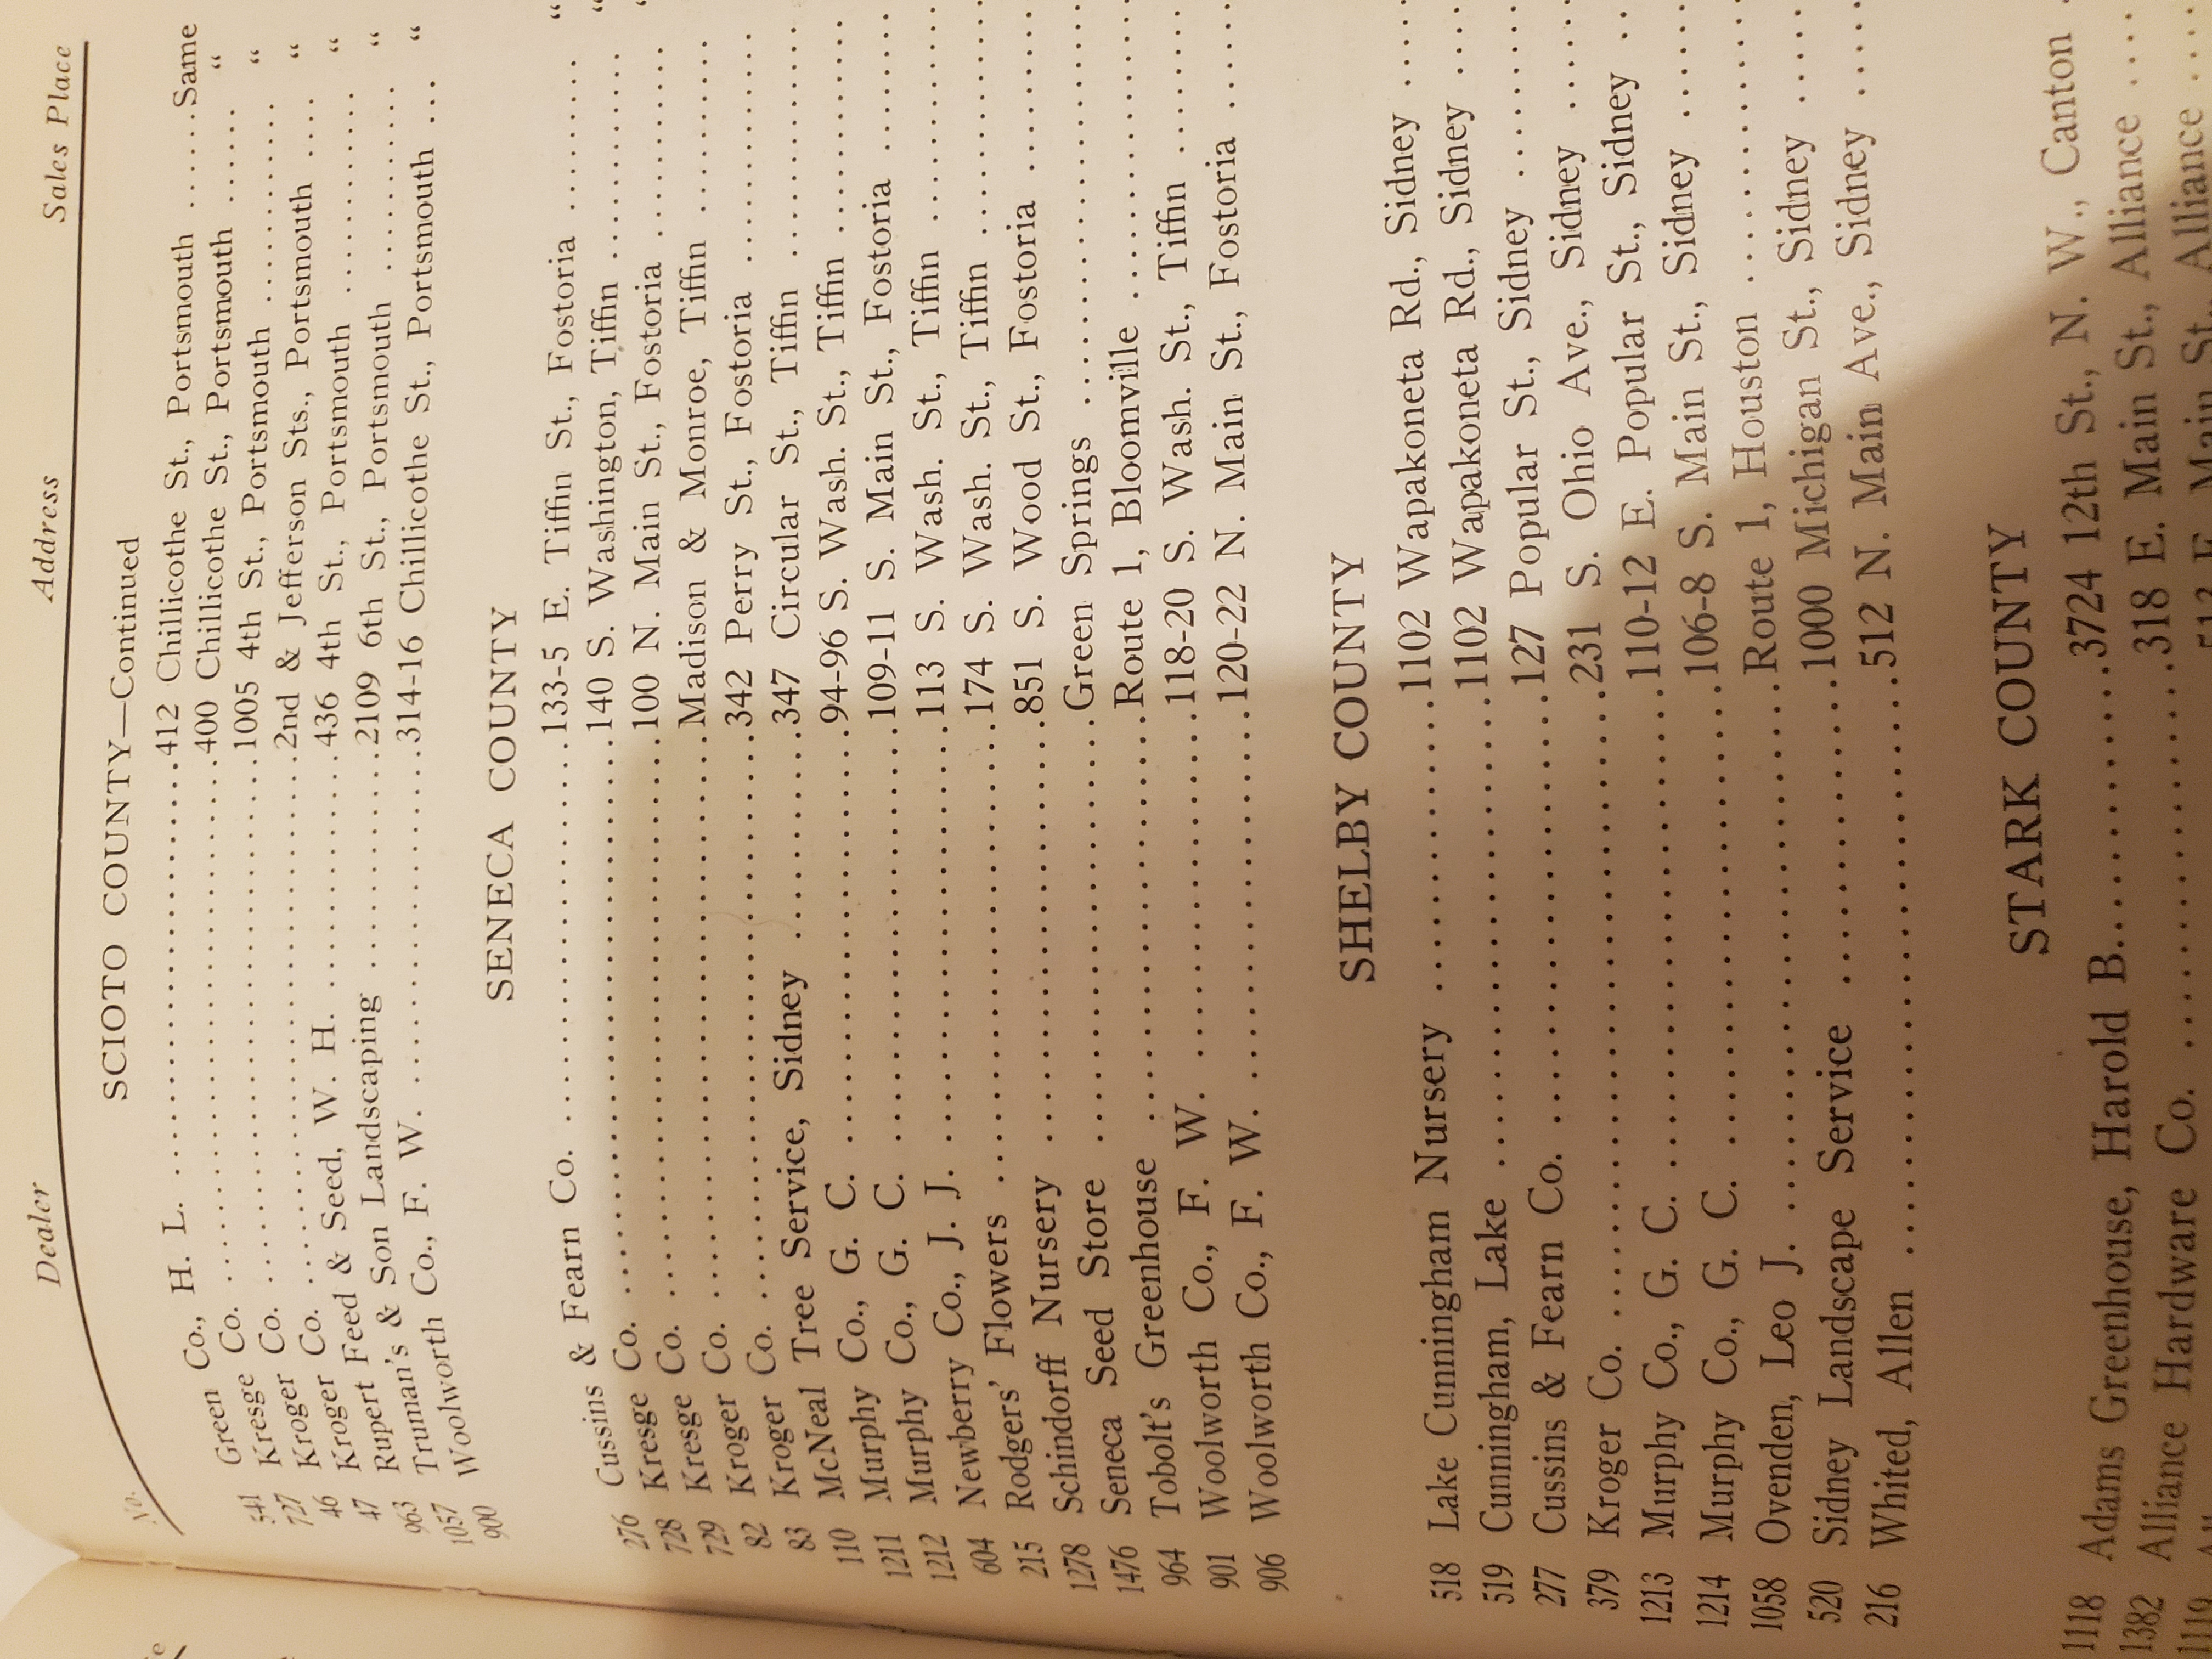 No. Dealer Address Sales Place
SCIOTO COUNTY—Continued
541 Green Co., H. L. ..........412 Chillicothe St., Portsmouth .....Same
727 Kresge Co. ..........400 Chillicothe St., Portsmouth ...... “
46 Kroger Co. ..........1005 4th St., Portsmouth .......... “
47 Kroger Co. ..........2nd & Jefferson Sts., Portsmouth .... “
963 Rupert Feed & Seed, W. H. ..........436 4th St., Portsmouth .......... “
1057 Truman's & Son Landscaping ..........2109 6th St., Portsmouth .......... “
900 Woolworth Co., F. W. ..........314-16 Chillicothe St., Portsmouth ... “
SENECA COUNTY
276 Cussins & Fearn Co. ..........133-5 E. Tiffin St., Fostoria ........ “
728 Kresge Co. ..........140 S. Washington, Tiffin .......... “
729 Kresge Co. ..........100 N. Main St., Fostoria .......... “
82 Kroger Co. ..........Madison & Monroe, Tiffin ..........
83 Kroger Co. ..........342 Perry St., Fostoria ..........
110 McNeal Tree Service, Sidney ..........347 Circular St., Tiffin ..........
1211 Murphy Co., G. C. ..........94-96 S. Wash. St., Tiffin ..........
1212 Murphy Co., G. C. ..........109-11 S. Main St., Fostoria ..........
604 Newberry Co., J. J. ..........113 S. Wash. St., Tiffin ..........
215 Rodgers' Flowers ..........174 S. Wash. St., Tiffin ..........
1278 Schindorff Nursery ..........851 S. Wood St., Fostoria ..........
1476 Seneca Seed Store ..........Green Springs ..........
964 Tobolt's Greenhouse ..........Route 1, Bloomville ..........
901 Woolworth Co., F. W. ..........118-20 S. Wash. St., Tiffin ..........
906 Woolworth Co., F. W. ..........120-22 N. Main St., Fostoria .....
SHELBY COUNTY
518 Lake Cunningham Nursery ..........1102 Wapakoneta Rd., Sidney ....
519 Cunningham, Lake ..........1102 Wapakoneta Rd., Sidney ....
277 Cussins & Fearn Co. ..........127 Popular St., Sidney ..........
379 Kroger Co. ..........231 S. Ohio Ave., Sidney .....
1213 Murphy Co., G. C. ..........110-12 E. Popular St., Sidney ..
1214 Murphy Co., G. C. ..........106-8 S. Main St., Sidney ......
1058 Ovenden, Leo J. ..........Route 1, Houston ..........
520 Sidney Landscape Service ..........1000 Michigan St., Sidney .....
216 Whited, Allen ..........512 N. Main Ave., Sidney ....
STARK COUNTY
1118 Adams Greenhouse, Harold B...........3724 12th St., N. W., Canton .
1382 Alliance Hardware Co. ..........318 E. Main St., Alliance ....
1119 513 E. Main St., Alliance ....